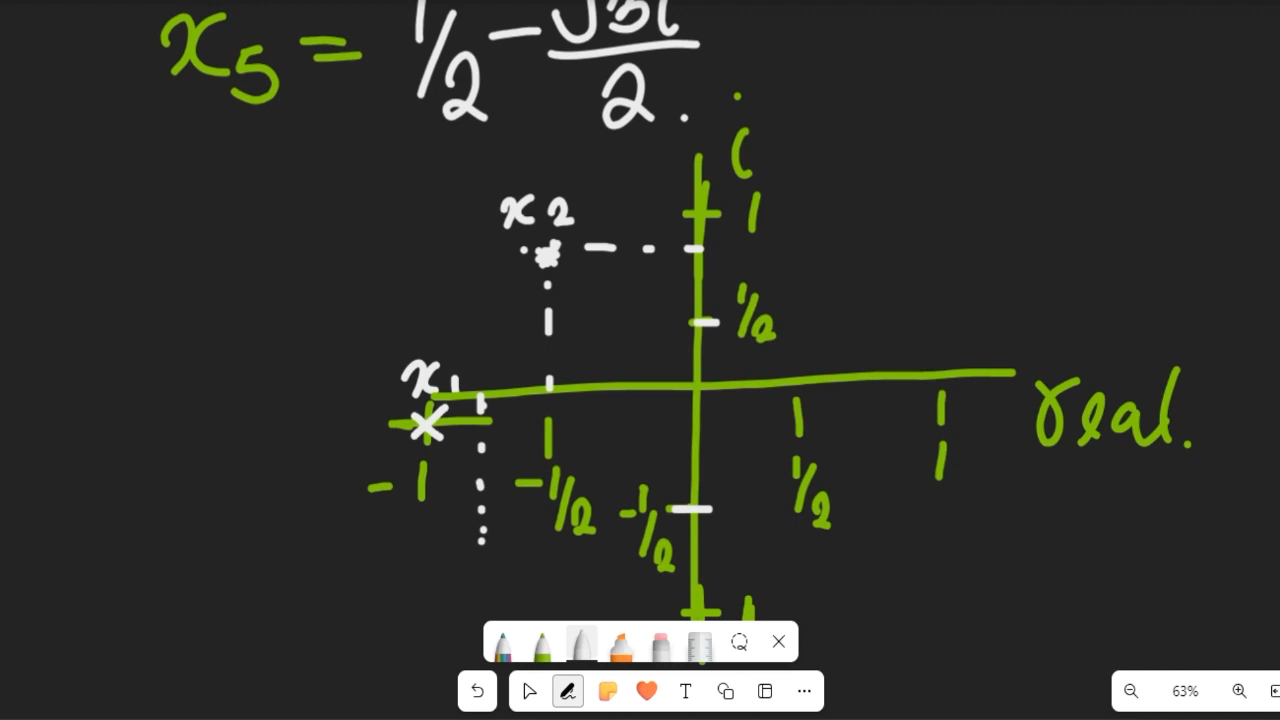 x5 = 1/2 - √3i/2.
i
x2
1
1/2
x1
real.
-1
-1/2
-1/2
1/2
1
T
63%